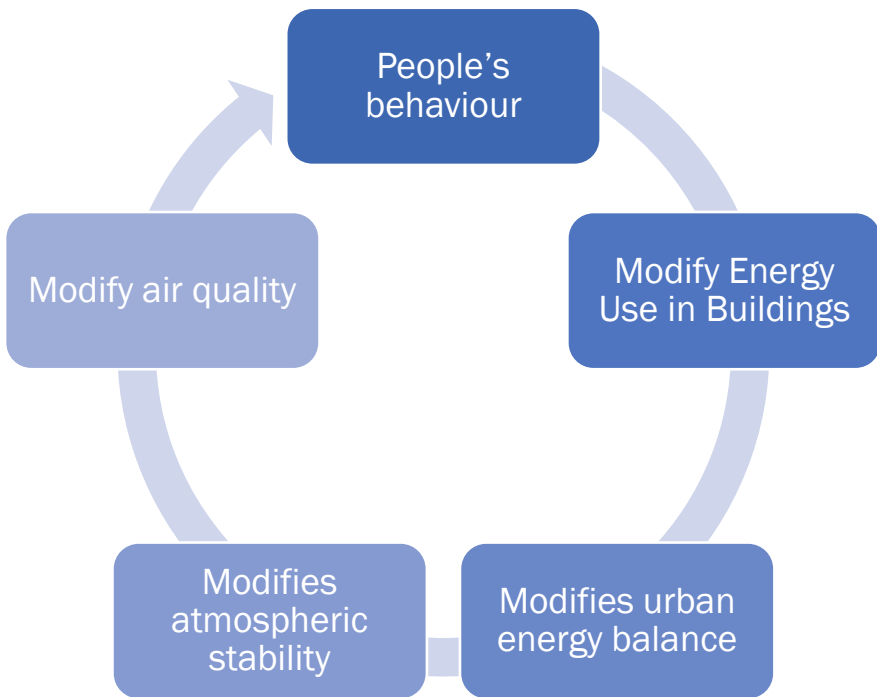 People’s
behaviour
Modify Energy
Use in Buildings
Modifies urban
energy balance
Modifies
atmospheric
stability
Modify air quality